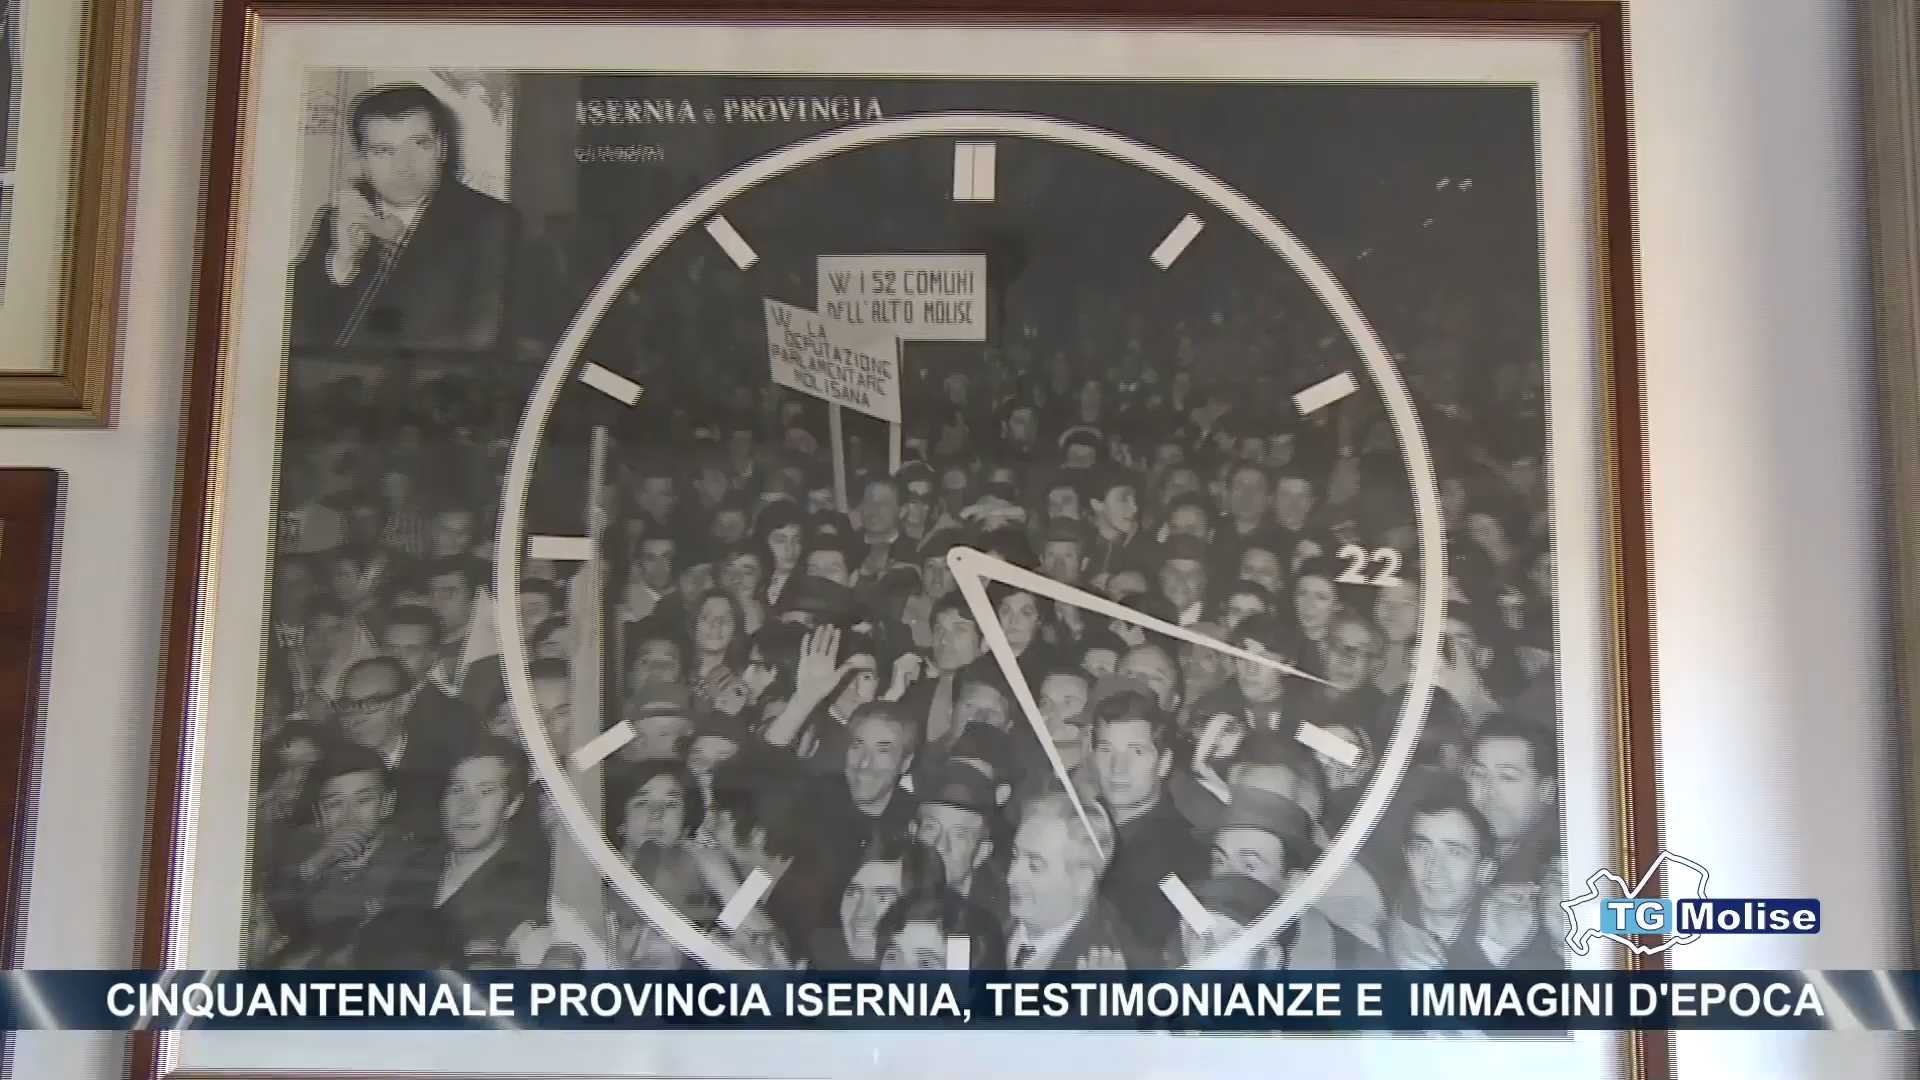 ISERNIA e PROVINCIA
cittadini
W I 52 COMUNI
DELL'ALTO MOLISE
W LA
DEPUTAZIONE
PARLAMENTARE
MOLISANA
22
TG Molise
CINQUANTENNALE PROVINCIA ISERNIA, TESTIMONIANZE E IMMAGINI D'EPOCA